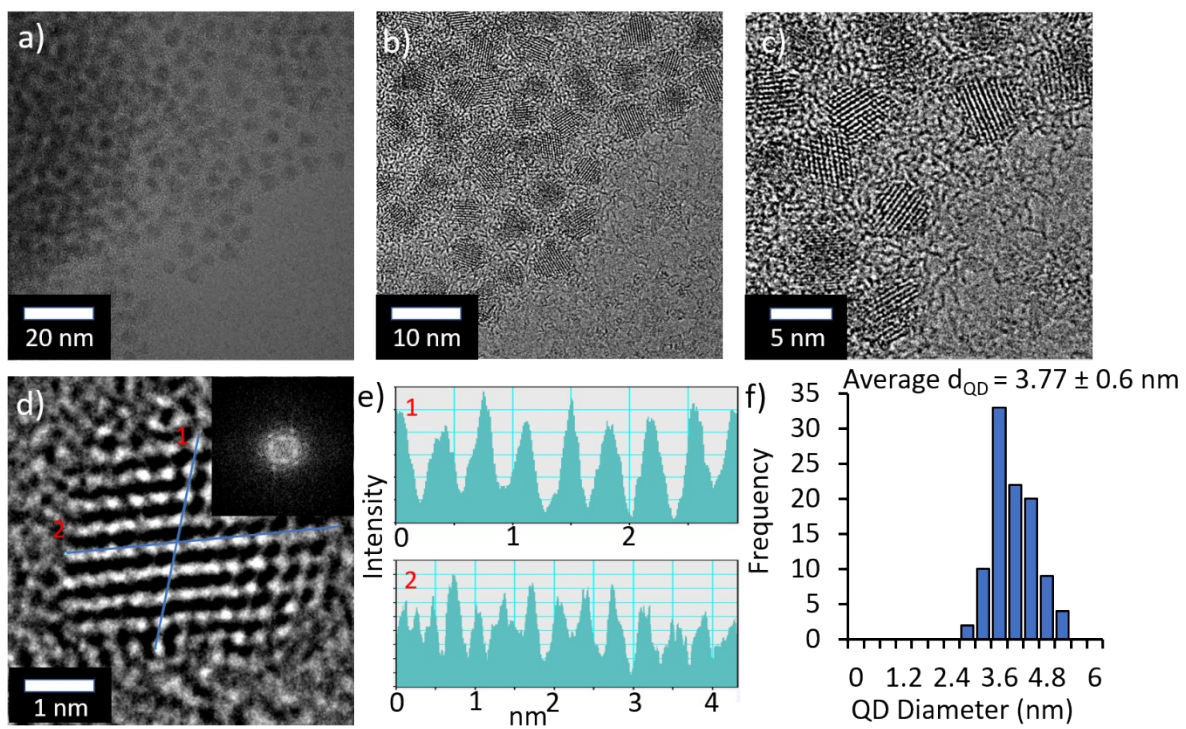 a)
20 nm
b)
10 nm
c)
5 nm
d)
1
2
1 nm
e)
Intensity
1
0 1 2
2
0 1 2 3 4
nm
f)
Average dQD = 3.77 ± 0.6 nm
Frequency
35
30
25
20
15
10
5
0
0 1.2 2.4 3.6 4.8 6
QD Diameter (nm)